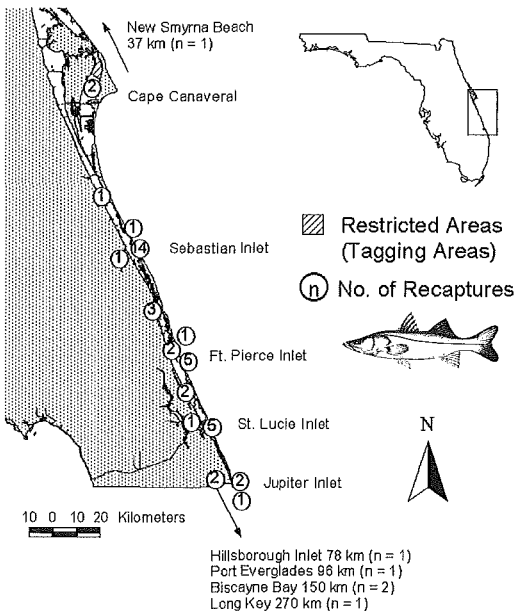 New Smyrna Beach
37 km (n = 1)
2
Cape Canaveral
1
1
14
Sebastian Inlet
1
3
1
2
5
Ft. Pierce Inlet
2
1
5
St. Lucie Inlet
2
2
Jupiter Inlet
1
Restricted Areas
(Tagging Areas)
n No. of Recaptures
N
10 0 10 20 Kilometers
Hillsborough Inlet 78 km (n = 1)
Port Everglades 96 km (n = 1)
Biscayne Bay 150 km (n = 2)
Long Key 270 km (n = 1)